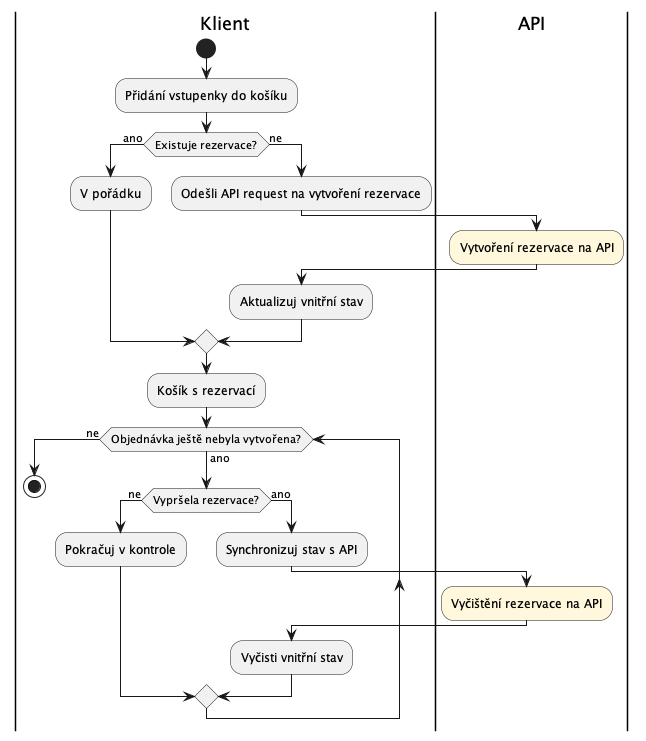 Klient
API
Přidání vstupenky do košíku
ano
Existuje rezervace?
ne
V pořádku
Odešli API request na vytvoření rezervace
Vytvoření rezervace na API
Aktualizuj vnitřní stav
Košík s rezervací
ne
Objednávka ještě nebyla vytvořena?
ano
ne
Vypršela rezervace?
ano
Pokračuj v kontrole
Synchronizuj stav s API
Vyčištění rezervace na API
Vyčisti vnitřní stav